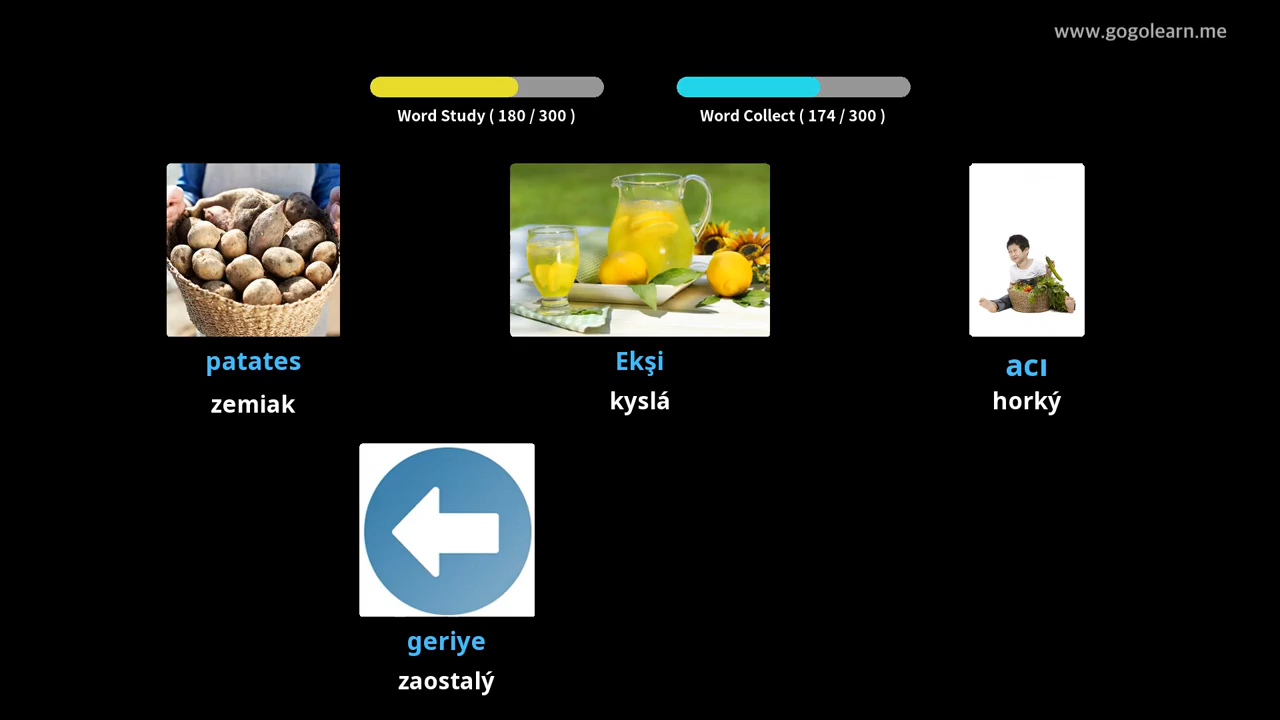 www.gogolearn.me
Word Study ( 180 / 300 )
Word Collect ( 174 / 300 )
patates
Ekşi
acı
zemiak
kyslá
horký
geriye
zaostalý